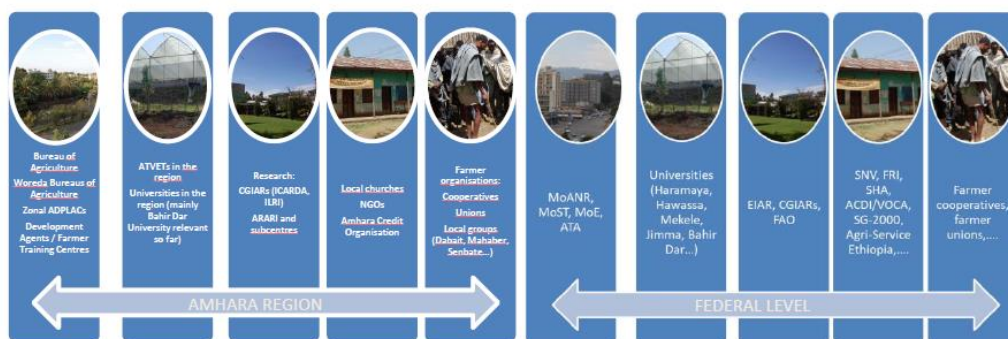 Bureau of
Agriculture
Woreda Bureaus of
Agriculture
Zonal ADPLACs
Development
Agents / Farmer
Training Centres
ATVETs in the
region
Universities in the
region (mainly
Bahir Dar
University relevant
so far)
Research:
CGIARs (ICARDA,
ILRI)
ARARI and
subcentres
Local churches
NGOs
Amhara Credit
Organisation
Farmer
organisations:
Cooperatives
Unions
Local groups
(Dabait, Mahaber,
Senbate...)
AMHARA REGION
MoANR,
MoST, MoE,
ATA
Universities
(Haramaya,
Hawassa,
Mekele,
Jimma, Bahir
Dar...)
EIAR, CGIARs,
FAO
SNV, FRI,
SHA,
ACDI/VOCA,
SG-2000,
Agri-Service
Ethiopia,....
Farmer
cooperatives,
farmer
unions,....
FEDERAL LEVEL